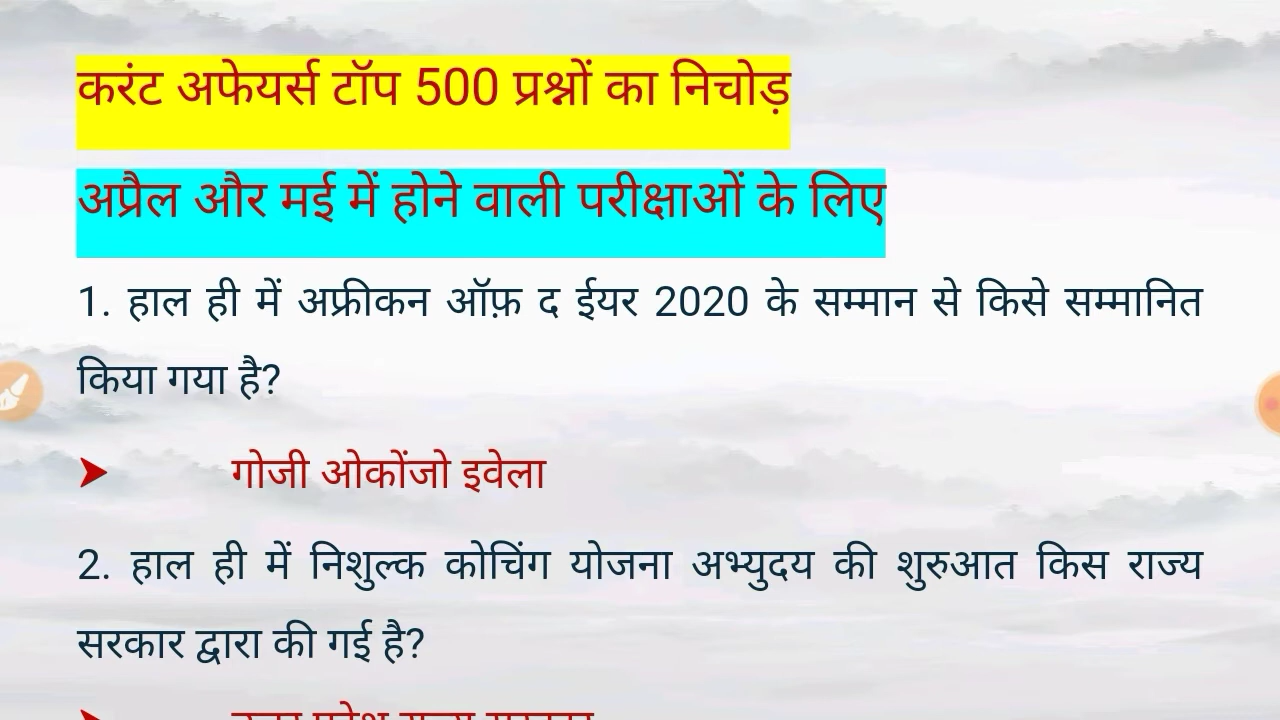 करंट अफेयर्स टॉप 500 प्रश्नों का निचोड़
अप्रैल और मई में होने वाली परीक्षाओं के लिए
1. हाल ही में अफ्रीकन ऑफ़ द ईयर 2020 के सम्मान से किसे सम्मानित
किया गया है?
➤ गोजी ओकोंजो इवेला
2. हाल ही में निशुल्क कोचिंग योजना अभ्युदय की शुरुआत किस राज्य
सरकार द्वारा की गई है?